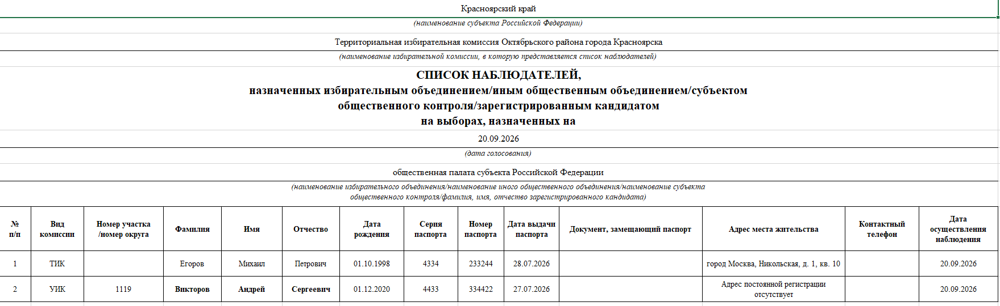 Красноярский край
(наименование субъекта Российской Федерации)
Территориальная избирательная комиссия Октябрьского района города Красноярска
(наименование избирательной комиссии, в которую представляется список наблюдателей)
СПИСОК НАБЛЮДАТЕЛЕЙ,
назначенных избирательным объединением/иным общественным объединением/субъектом
общественного контроля/зарегистрированным кандидатом
на выборах, назначенных на
20.09.2026
(дата голосования)
общественная палата субъекта Российской Федерации
(наименование избирательного объединения/наименование иного общественного объединения/наименование субъекта
общественного контроля/фамилия, имя, отчество зарегистрированного кандидата)
№ п/п Вид комиссии Номер участка /номер округа Фамилия Имя Отчество Дата рождения Серия паспорта Номер паспорта Дата выдачи паспорта Документ, замещающий паспорт Адрес места жительства Контактный телефон Дата осуществления наблюдения
1 ТИК Егоров Михаил Петрович 01.10.1998 4334 233244 28.07.2026 город Москва, Никольская, д. 1, кв. 10 20.09.2026
2 УИК 1119 Викторов Андрей Сергеевич 01.12.2020 4433 334422 27.07.2026 Адрес постоянной регистрации отсутствует 20.09.2026